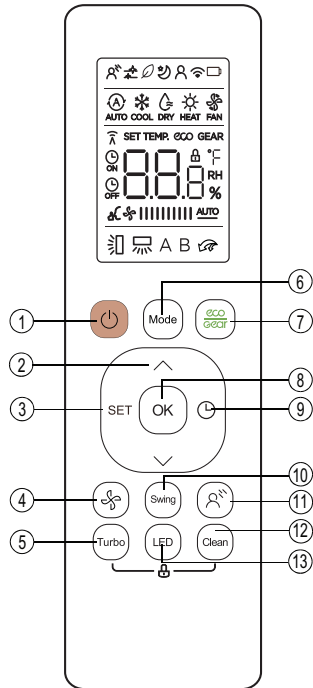 AUTO COOL DRY HEAT FAN
SET TEMP. eco GEAR
ON 88.8 °F
OFF RH
%
AUTO
A B
6
1 Mode eco
Gear 7
2
8
3 SET OK 9
10
4 Swing 11
5 Turbo LED Clean 12
13